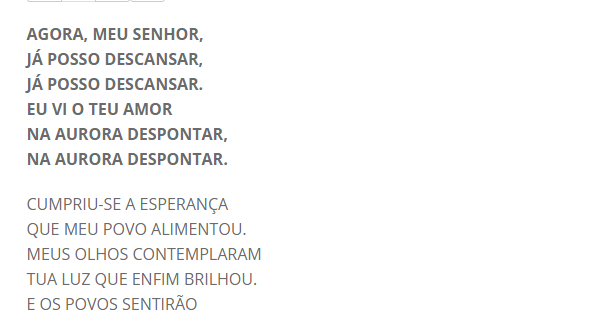 AGORA, MEU SENHOR,
JÁ POSSO DESCANSAR,
JÁ POSSO DESCANSAR.
EU VI O TEU AMOR
NA AURORA DESPONTAR,
NA AURORA DESPONTAR.
CUMPRIU-SE A ESPERANÇA
QUE MEU POVO ALIMENTOU.
MEUS OLHOS CONTEMPLARAM
TUA LUZ QUE ENFIM BRILHOU.
E OS POVOS SENTIRÃO